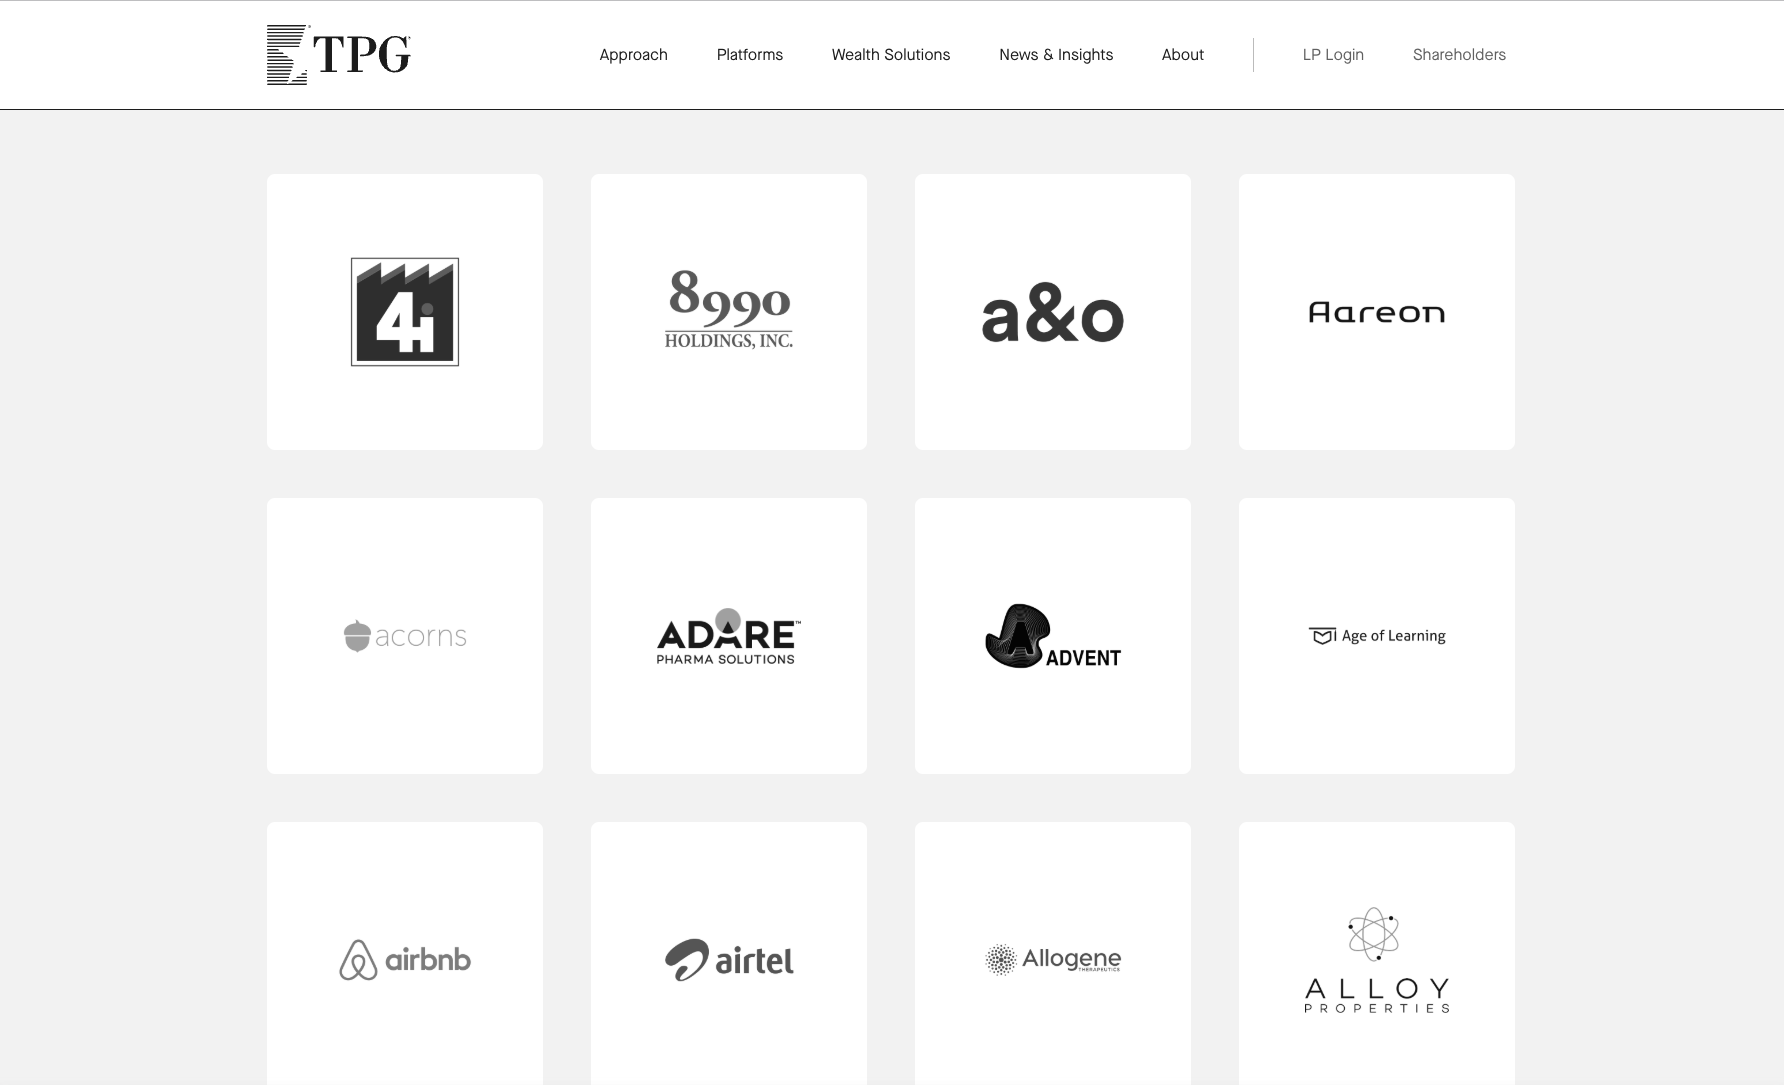 TPG
Approach
Platforms
Wealth Solutions
News & Insights
About
LP Login
Shareholders
4i
8990
HOLDINGS, INC.
a&o
Aareon
acorns
ADARE™
PHARMA SOLUTIONS
A ADVENT
Age of Learning
airbnb
airtel
Allogene
THERAPEUTICS
ALLOY
PROPERTIES